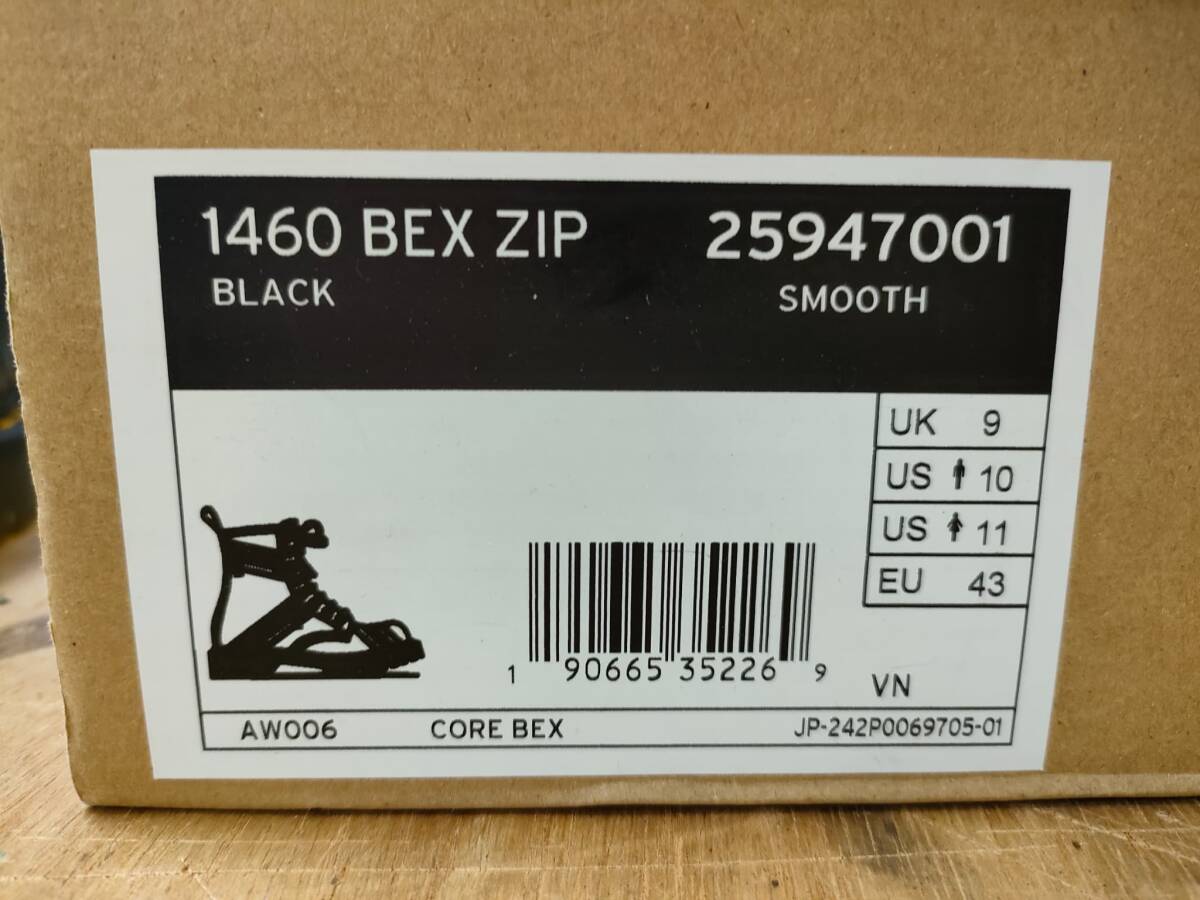 1460 BEX ZIP 25947001
BLACK SMOOTH
UK 9
US 10
US 11
EU 43
1 90665 35226 9
VN
AW006 CORE BEX JP-242P0069705-01